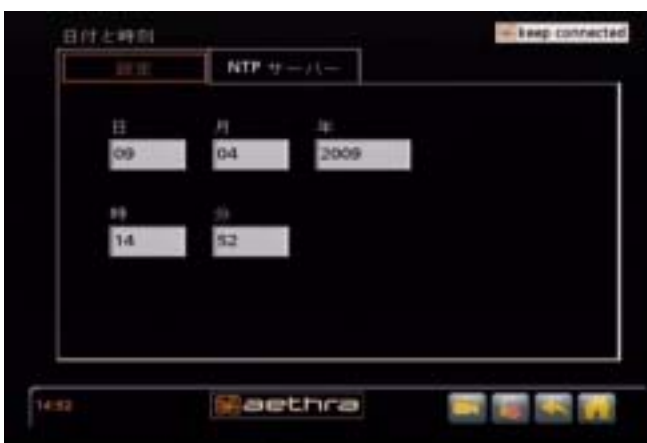 日付と時刻
keep connected
設定 NTP サーバー
日 月 年
09 04 2009
時 分
14 52
14:52 aethra